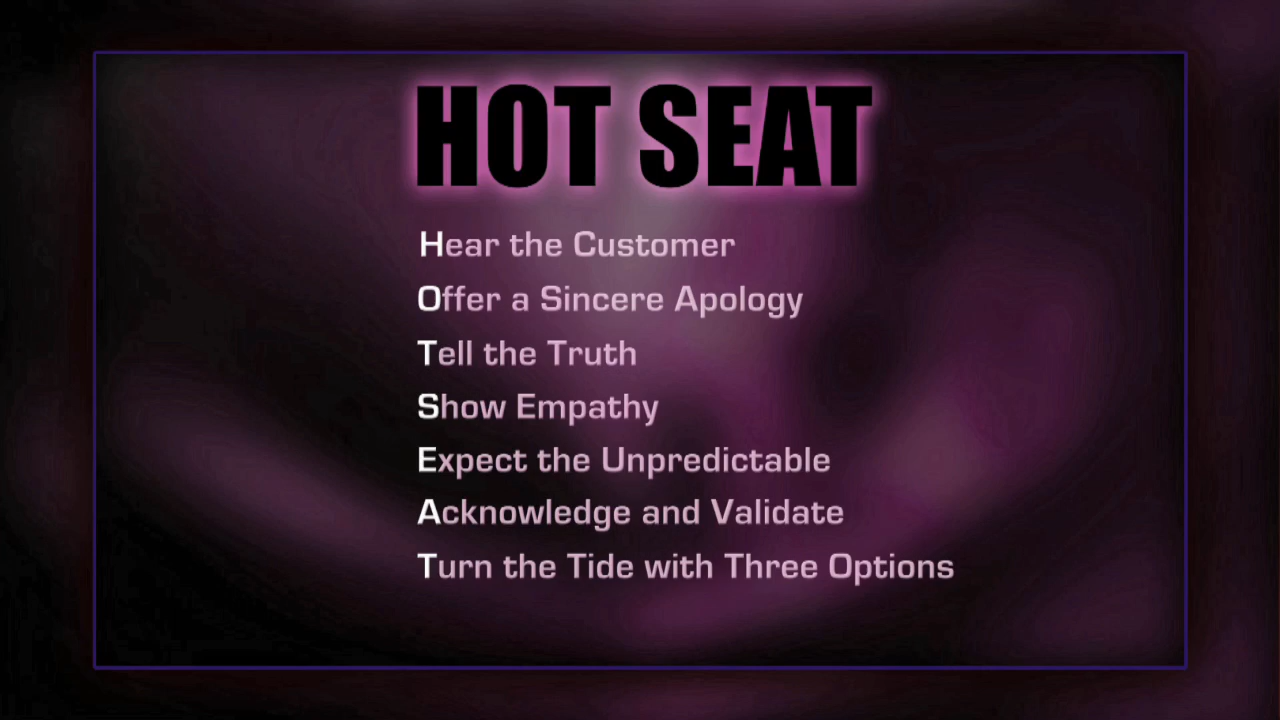 HOT SEAT
Hear the Customer
Offer a Sincere Apology
Tell the Truth
Show Empathy
Expect the Unpredictable
Acknowledge and Validate
Turn the Tide with Three Options